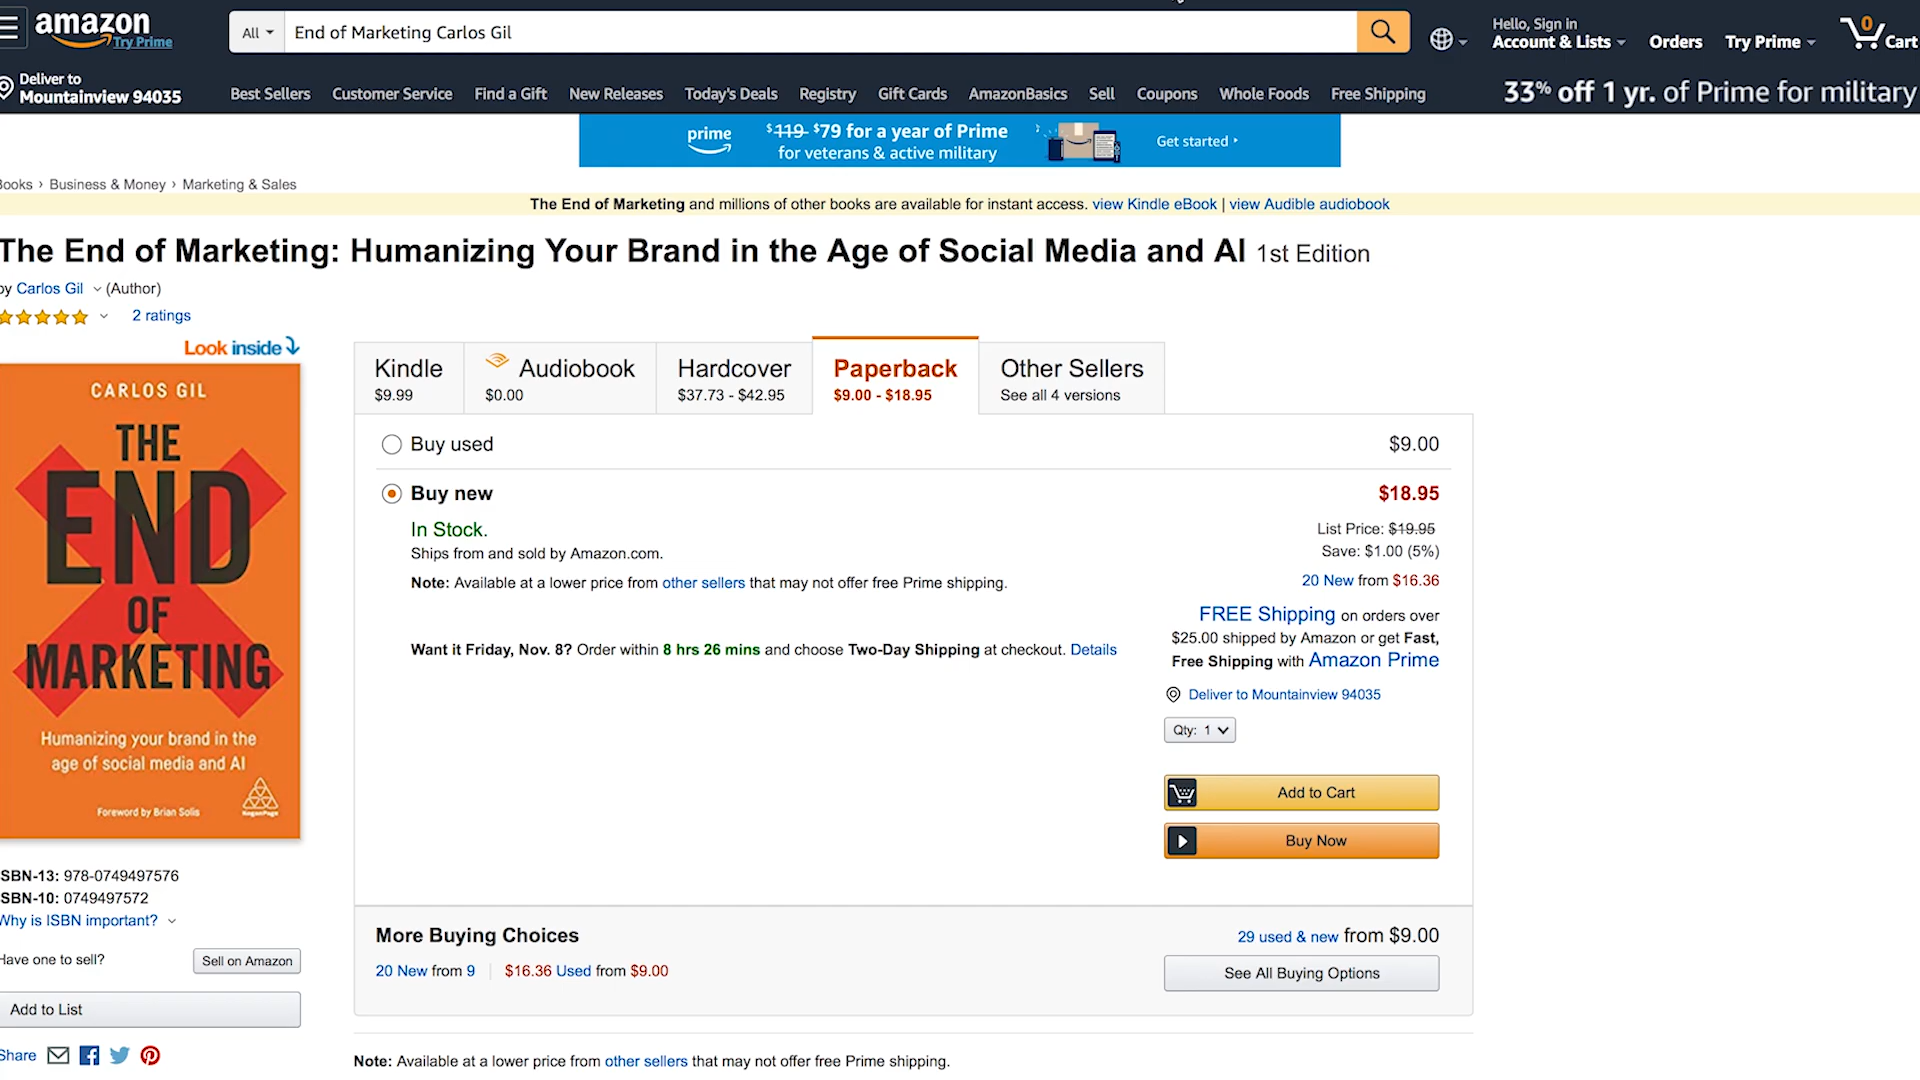 amazon
Try Prime
All
End of Marketing Carlos Gil
Hello, Sign in
Account & Lists
Orders
Try Prime
0
Cart
Deliver to
Mountainview 94035
Best Sellers
Customer Service
Find a Gift
New Releases
Today's Deals
Registry
Gift Cards
AmazonBasics
Sell
Coupons
Whole Foods
Free Shipping
33% off 1 yr. of Prime for military
prime
$119 $79 for a year of Prime
for veterans & active military
Get started
ooks › Business & Money › Marketing & Sales
The End of Marketing and millions of other books are available for instant access. view Kindle eBook | view Audible audiobook
The End of Marketing: Humanizing Your Brand in the Age of Social Media and AI 1st Edition
by Carlos Gil (Author)
2 ratings
Look inside
CARLOS GIL
THE
END
OF
MARKETING
Humanizing your brand in the
age of social media and AI
Foreword by Brian Solis
KoganPage
Kindle
$9.99
Audiobook
$0.00
Hardcover
$37.73 - $42.95
Paperback
$9.00 - $18.95
Other Sellers
See all 4 versions
Buy used
$9.00
Buy new
$18.95
In Stock.
Ships from and sold by Amazon.com.
Note: Available at a lower price from other sellers that may not offer free Prime shipping.
Want it Friday, Nov. 8? Order within 8 hrs 26 mins and choose Two-Day Shipping at checkout. Details
List Price: $19.95
Save: $1.00 (5%)
20 New from $16.36
FREE Shipping on orders over
$25.00 shipped by Amazon or get Fast,
Free Shipping with Amazon Prime
Deliver to Mountainview 94035
Qty: 1
Add to Cart
Buy Now
SBN-13: 978-0749497576
SBN-10: 0749497572
Why is ISBN important?
Have one to sell?
Sell on Amazon
Add to List
Share
More Buying Choices
20 New from 9
$16.36 Used from $9.00
29 used & new from $9.00
See All Buying Options
Note: Available at a lower price from other sellers that may not offer free Prime shipping.